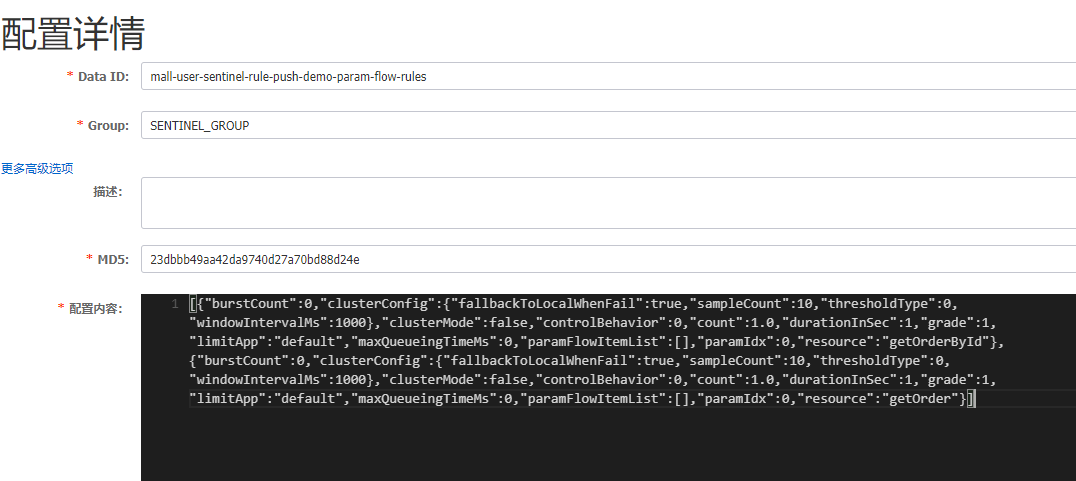 配置详情
* Data ID: mall-user-sentinel-rule-push-demo-param-flow-rules
* Group: SENTINEL_GROUP
更多高级选项
描述:
* MD5: 23dbbb49aa42da9740d27a70bd88d24e
* 配置内容:
1 [{"burstCount":0,"clusterConfig":{"fallbackToLocalWhenFail":true,"sampleCount":10,"thresholdType":0,
"windowIntervalMs":1000},"clusterMode":false,"controlBehavior":0,"count":1.0,"durationInSec":1,"grade":1,
"limitApp":"default","maxQueueingTimeMs":0,"paramFlowItemList":[],"paramIdx":0,"resource":"getOrderById"},
{"burstCount":0,"clusterConfig":{"fallbackToLocalWhenFail":true,"sampleCount":10,"thresholdType":0,
"windowIntervalMs":1000},"clusterMode":false,"controlBehavior":0,"count":1.0,"durationInSec":1,"grade":1,
"limitApp":"default","maxQueueingTimeMs":0,"paramFlowItemList":[],"paramIdx":0,"resource":"getOrder"}]